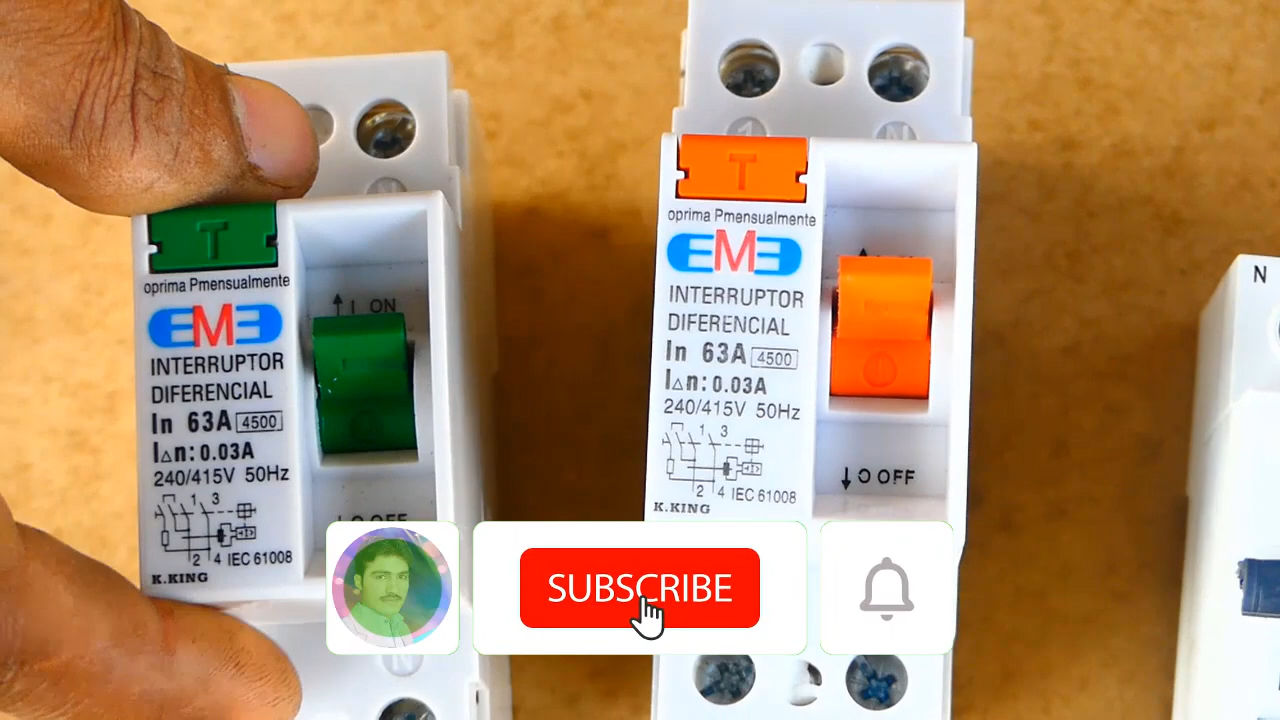 T
oprima Pmensualmente
EME
INTERRUPTOR
DIFERENCIAL
In 63A 4500
I△n: 0.03A
240/415V 50Hz
1 3
2 4 IEC 61008
K.KING
I ON
O OFF
N
1 N
T
oprima Pmensualmente
EME
INTERRUPTOR
DIFERENCIAL
In 63A 4500
I△n: 0.03A
240/415V 50Hz
1 3
2 4 IEC 61008
K.KING
O OFF
N
SUBSCRIBE